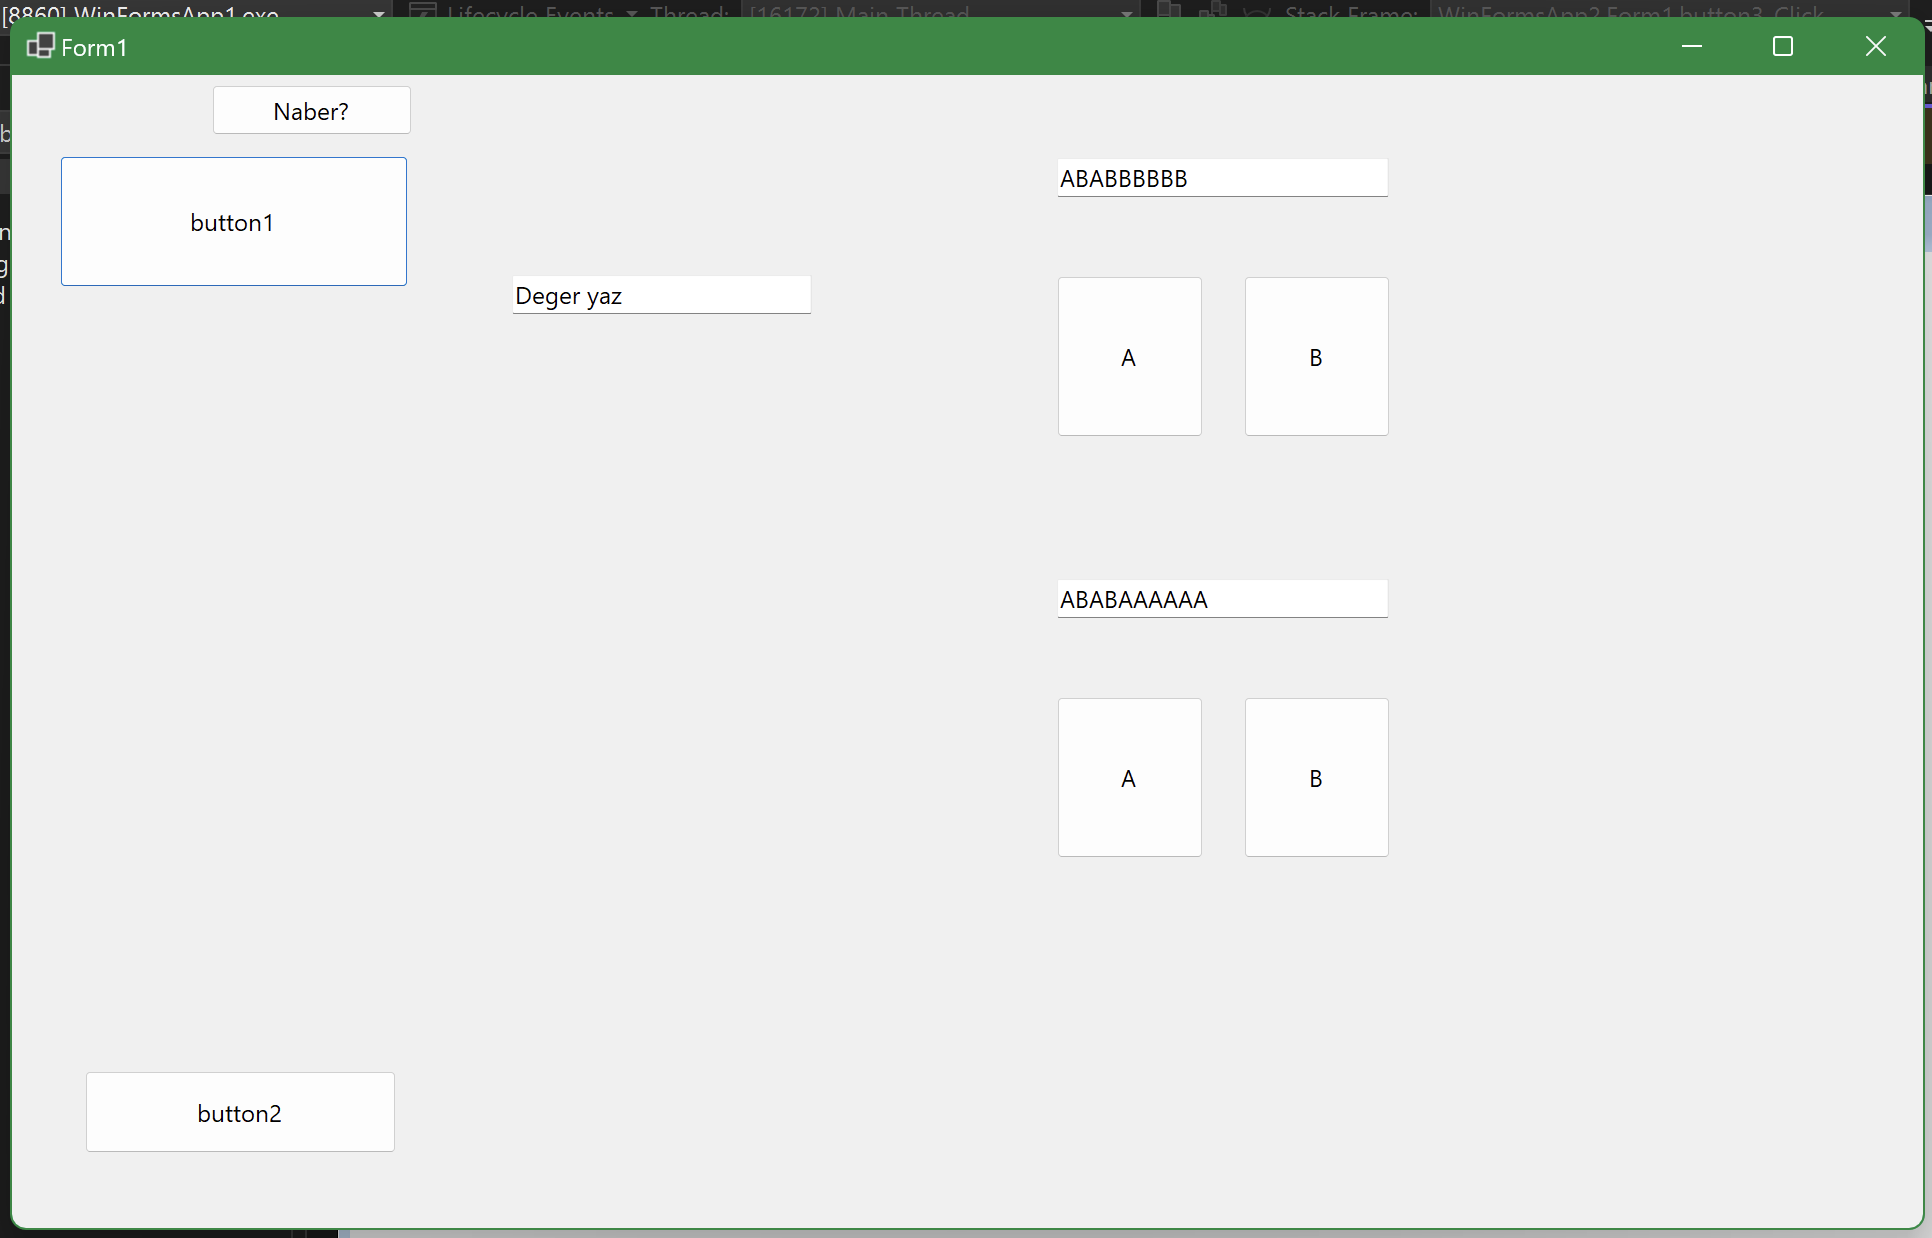 [8860] WinFormsApp1.exe Lifecycle Events Thread: [16172] Main Thread Stack Frame: WinFormsApp2.Form1.button3_Click
Form1
Naber?
button1
ABABBBBBB
Deger yaz
A B
ABABAAAAAA
A B
button2